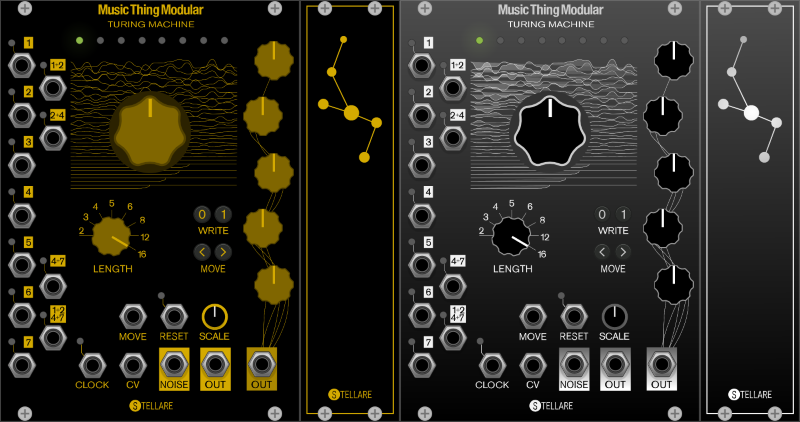 Music Thing Modular
TURING MACHINE
1
1+2
2
2+4
3
4
2 3 4 5 6 8 12 16
LENGTH
0 1
WRITE
MOVE
5
4+7
6
1+2
4+7
7
MOVE RESET SCALE
CLOCK CV NOISE OUT OUT
STELLARE
STELLARE
Music Thing Modular
TURING MACHINE
1
1+2
2
2+4
3
4
2 3 4 5 6 8 12 16
LENGTH
0 1
WRITE
MOVE
5
4+7
6
1+2
4+7
7
MOVE RESET SCALE
CLOCK CV NOISE OUT OUT
STELLARE
STELLARE